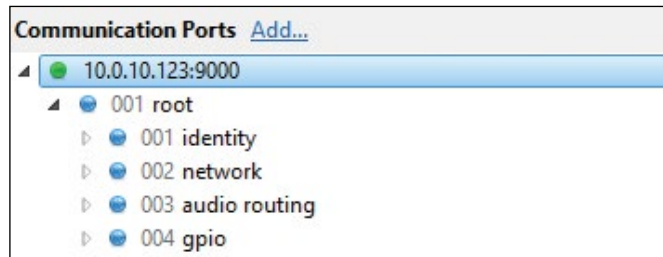 Communication Ports Add...
10.0.10.123:9000
001 root
001 identity
002 network
003 audio routing
004 gpio